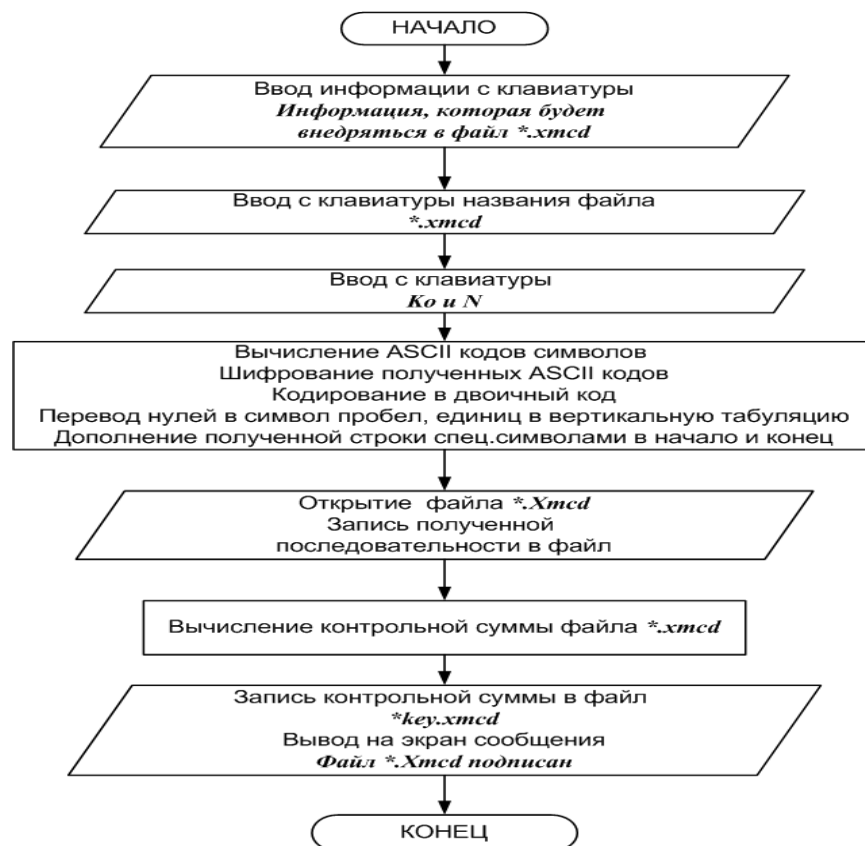 НАЧАЛО
Ввод информации с клавиатуры
Информация, которая будет
внедряться в файл *.xmcd
Ввод с клавиатуры названия файла
*.xmcd
Ввод с клавиатуры
Ko и N
Вычисление ASCII кодов символов
Шифрование полученных ASCII кодов
Кодирование в двоичный код
Перевод нулей в символ пробел, единиц в вертикальную табуляцию
Дополнение полученной строки спец.символами в начало и конец
Открытие файла *.Xmcd
Запись полученной
последовательности в файл
Вычисление контрольной суммы файла *.xmcd
Запись контрольной суммы в файл
*key.xmcd
Вывод на экран сообщения
Файл *.Xmcd подписан
КОНЕЦ